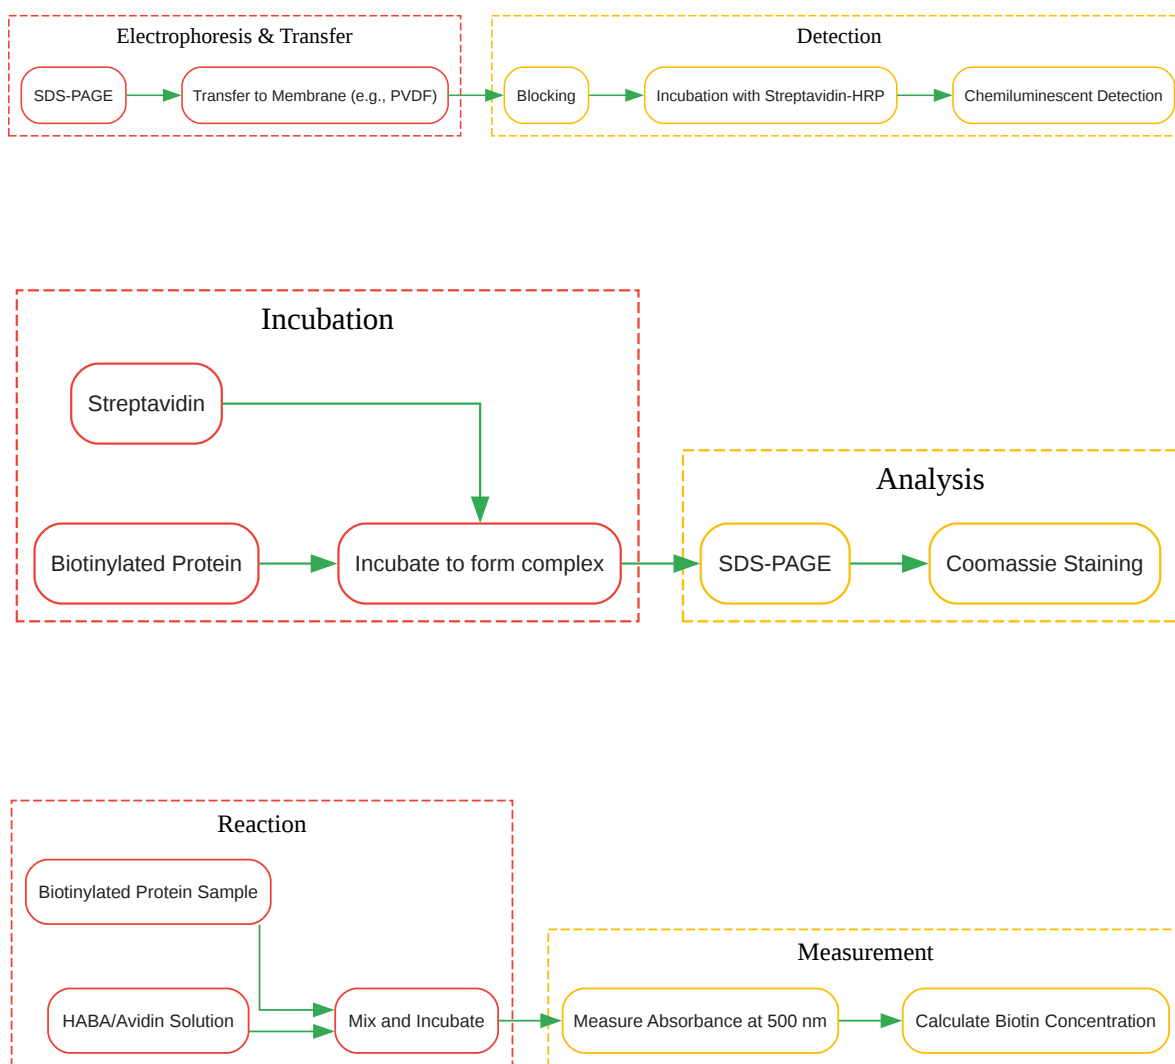 Electrophoresis & Transfer
Detection
SDS-PAGE
Transfer to Membrane (e.g., PVDF)
Blocking
Incubation with Streptavidin-HRP
Chemiluminescent Detection
Incubation
Streptavidin
Analysis
Biotinylated Protein
Incubate to form complex
SDS-PAGE
Coomassie Staining
Reaction
Biotinylated Protein Sample
Measurement
HABA/Avidin Solution
Mix and Incubate
Measure Absorbance at 500 nm
Calculate Biotin Concentration